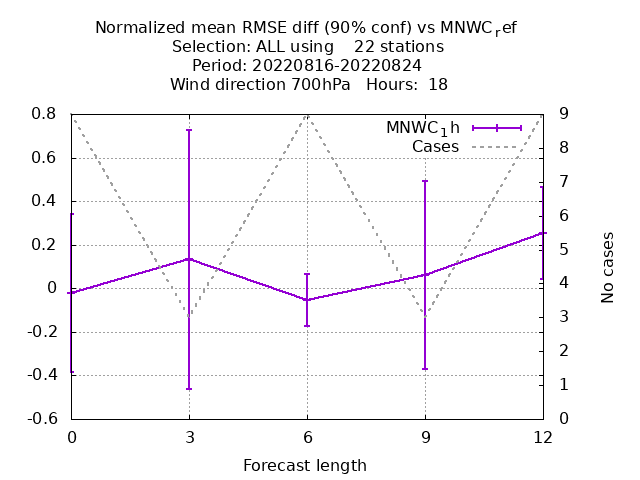 Normalized mean RMSE diff (90% conf) vs MNWC_ref
Selection: ALL using    22 stations
Period: 20220816-20220824
Wind direction 700hPa   Hours:  18
MNWC_1h
Cases
0.8
0.6
0.4
0.2
0
-0.2
-0.4
-0.6
9
8
7
6
5
4
3
2
1
0
No cases
0 3 6 9 12
Forecast length